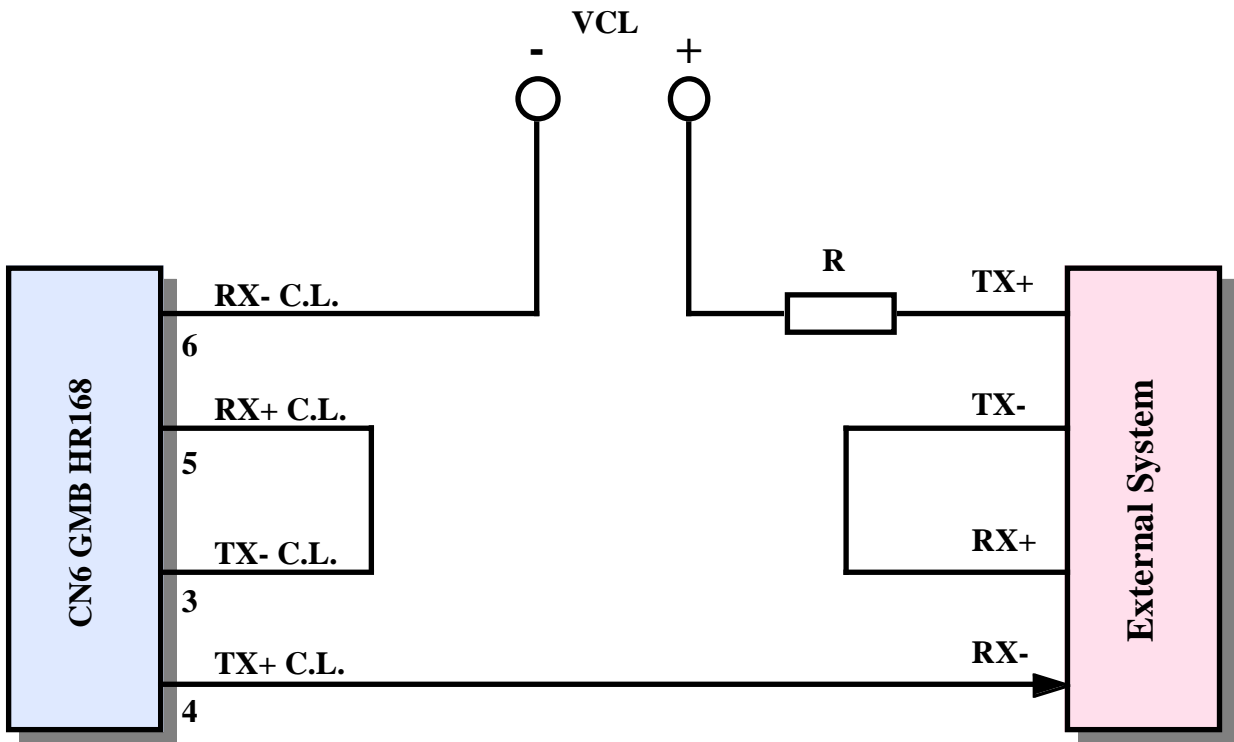 VCL
- +
R
CN6 GMB HR168
RX- C.L.
6
RX+ C.L.
5
TX- C.L.
3
TX+ C.L.
4
TX+
TX-
RX+
RX-
External System